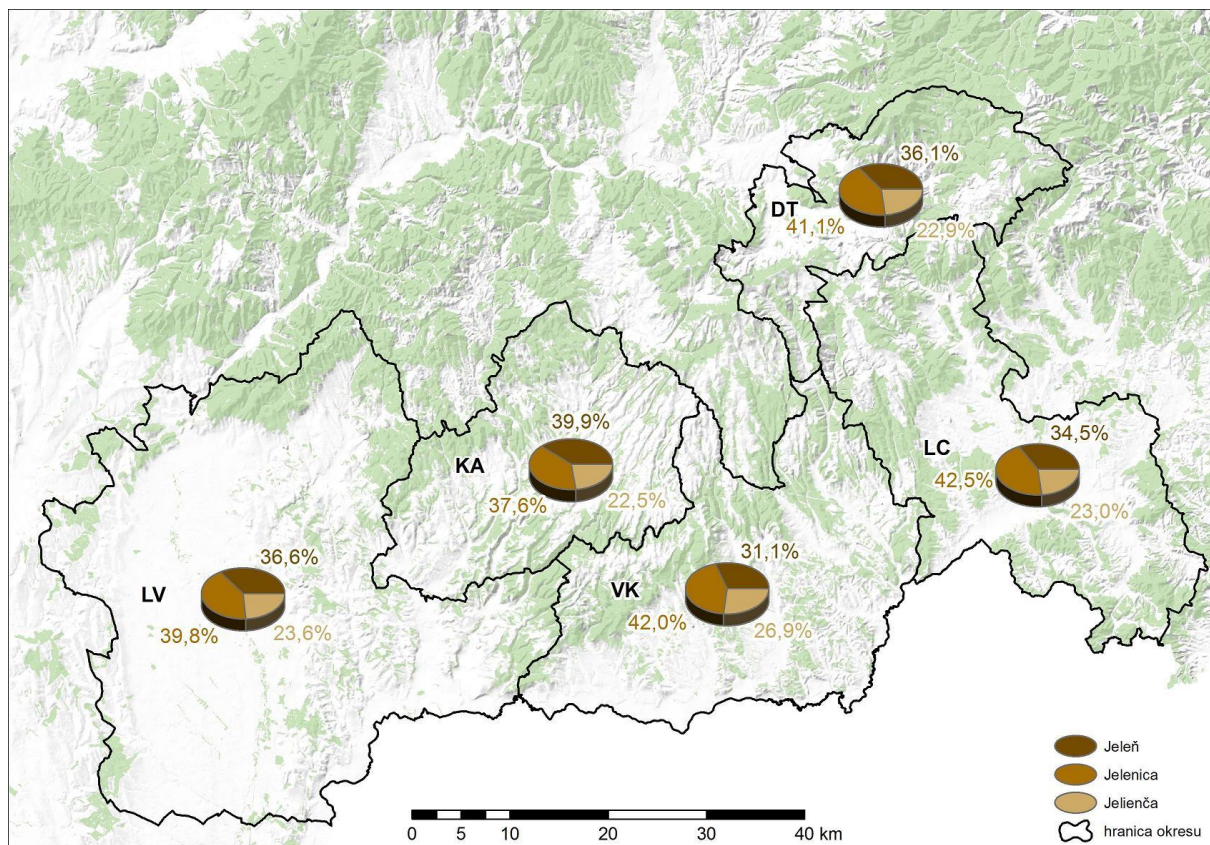 36,1%
DT
41,1%
22,9%
39,9%
KA
37,6%
22,5%
34,5%
LC
42,5%
23,0%
36,6%
LV
39,8%
23,6%
31,1%
VK
42,0%
26,9%
Jeleň
Jelenica
Jelienča
hranica okresu
0 5 10 20 30 40 km